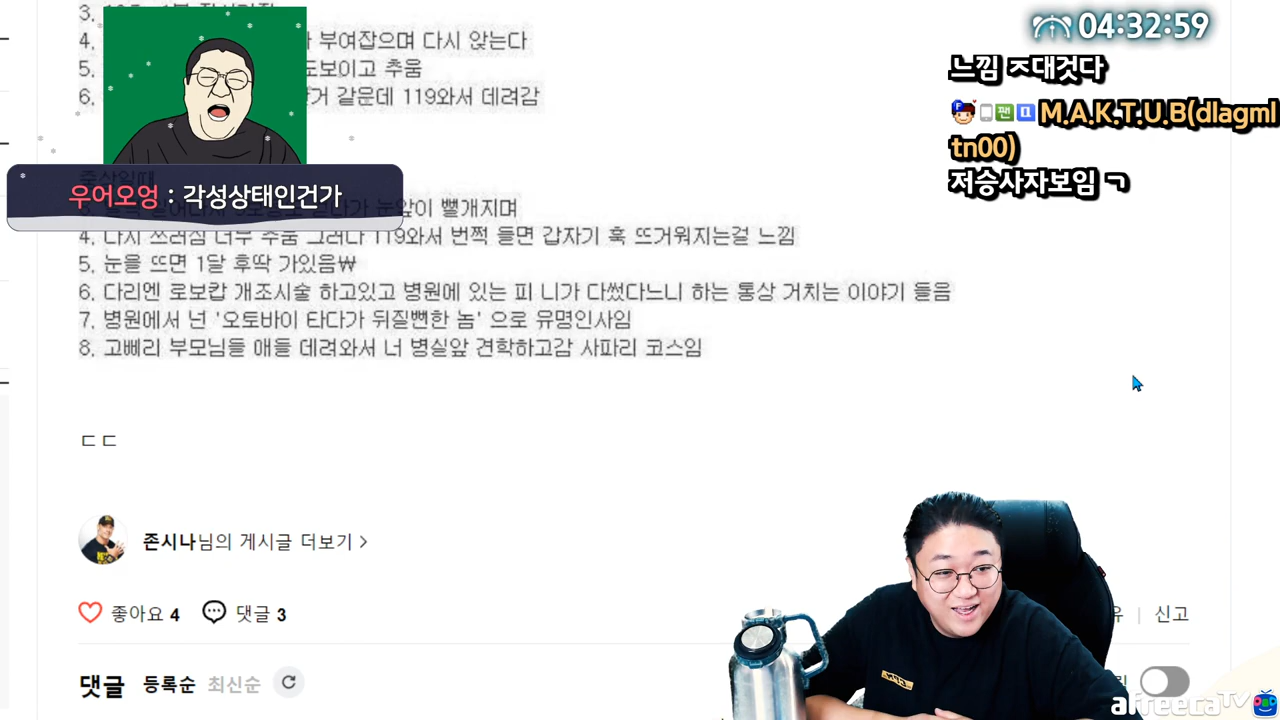 04:32:59
느낌 ㅈ대겄다
M.A.K.T.U.B(dlagml
tn00)
저승사자보임 ㄱ
3.
4. 부여잡으며 다시 앉는다
5. 도보이고 추움
6. 거 같운데 119와서 데려감
우어오엉 : 각성상태인건가
눈앞이 뻘개지며
4. 다시 쓰러짐 너무 추움 그러다 119와서 번쩍 들면 갑자기 훅 뜨거워지는걸 느낌
5. 눈을 뜨면 1달 후딱 가있음₩
6. 다리엔 로보캅 개조시술 하고있고 병원에 있는 피 니가 다썼다느니 하는 통상 거치는 이야기 들음
7. 병원에서 넌 '오토바이 타다가 뒤질뻔한 놈' 으로 유명인사임
8. 고삐리 부모님들 애들 데려와서 너 병실앞 견학하고감 사파리 코스임
ㄷㄷ
존시나님의 게시글 더보기 >
좋아요 4 댓글 3
신고
댓글 등록순 최신순
afreecaTV